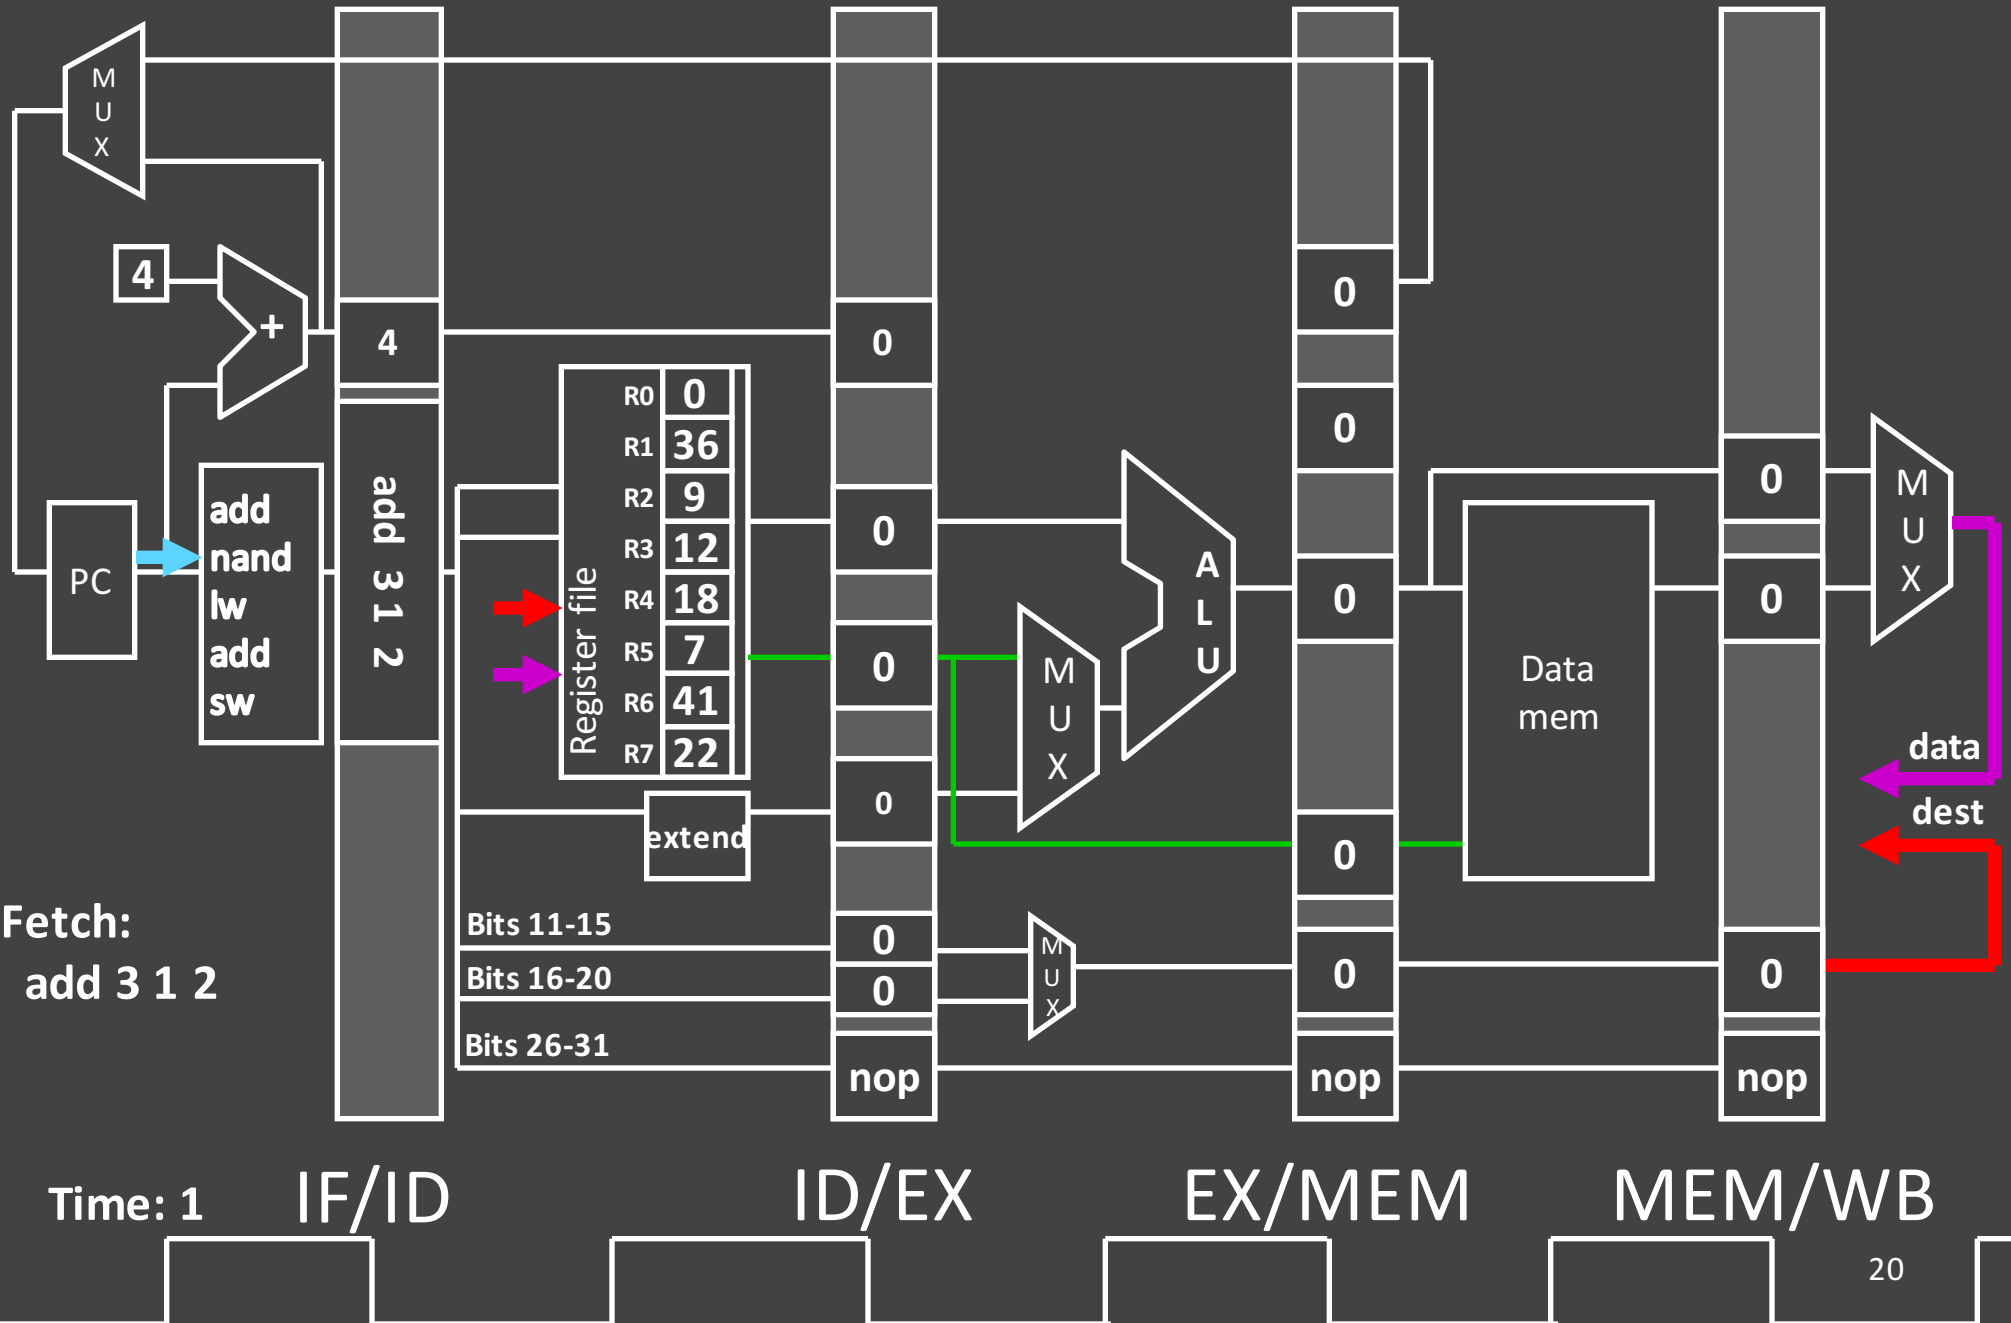 M
U
X
4
+
4
0
0
0
PC
add
nand
lw
add
sw
add 3 1 2
Register file
R0 0
R1 36
R2 9
R3 12
R4 18
R5 7
R6 41
R7 22
extend
0
0
0
M
U
X
A
L
U
0
0
Data
mem
0
0
M
U
X
data
dest
Fetch:
add 3 1 2
Bits 11-15
Bits 16-20
Bits 26-31
0
0
M
U
X
0
0
nop
nop
nop
Time: 1
IF/ID
ID/EX
EX/MEM
MEM/WB
20